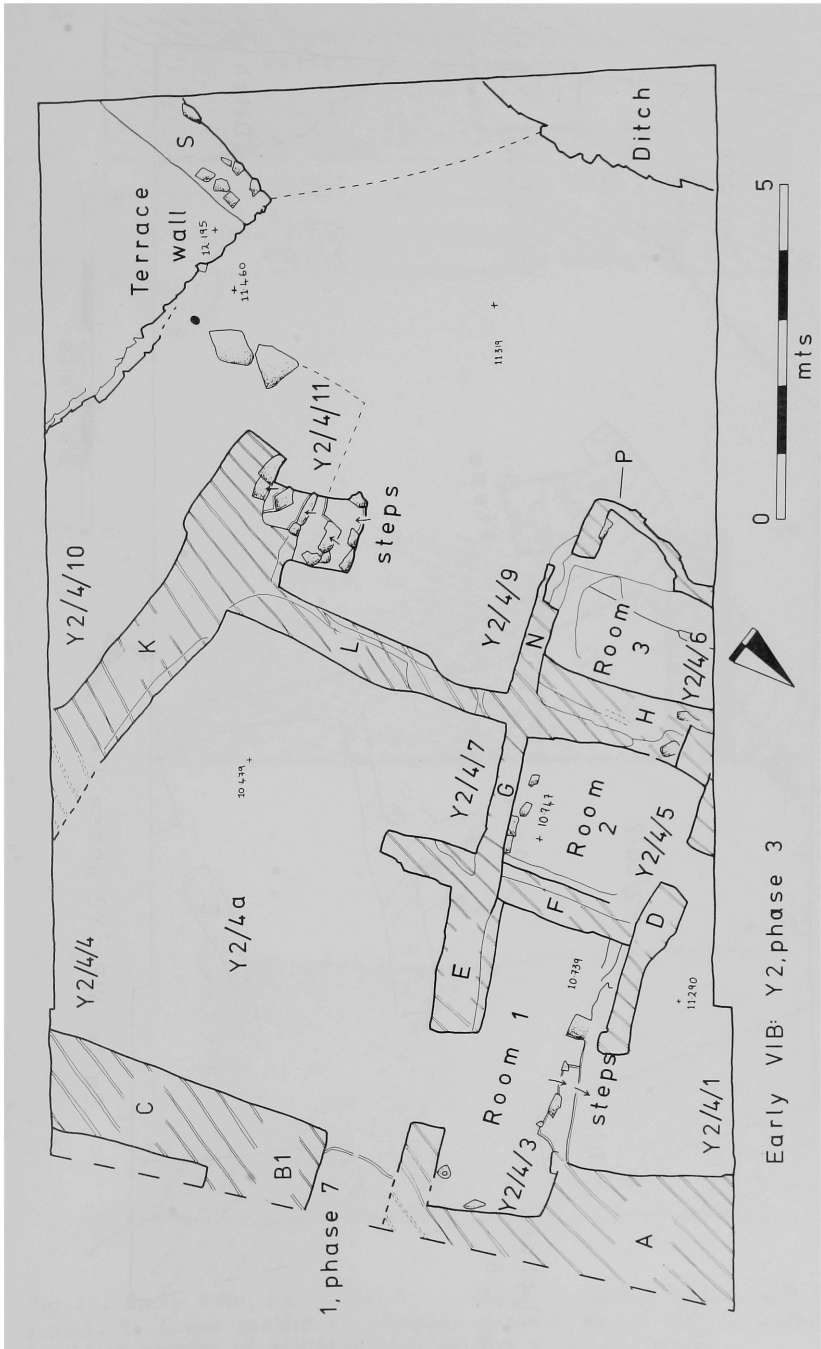 Terrace
wall
S
12·195
11·460
Ditch
Y2/4/10
K
Y2/4/11
11·319
steps
L
Y2/4/9
N
P
Room
3
Y2/4/6
H
Y2/4/4
Y2/4a
10·479
Y2/4/7
G
10·747
Room
2
Y2/4/5
F
E
D
C
B1
Room 1
10·739
11·290
steps
Y2/4/3
Y2/4/1
A
1, phase 7
0
5
mts
Early VIB: Y2, phase 3